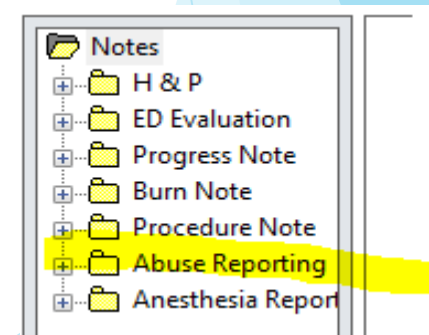 Notes
H & P
ED Evaluation
Progress Note
Burn Note
Procedure Note
Abuse Reporting
Anesthesia Report